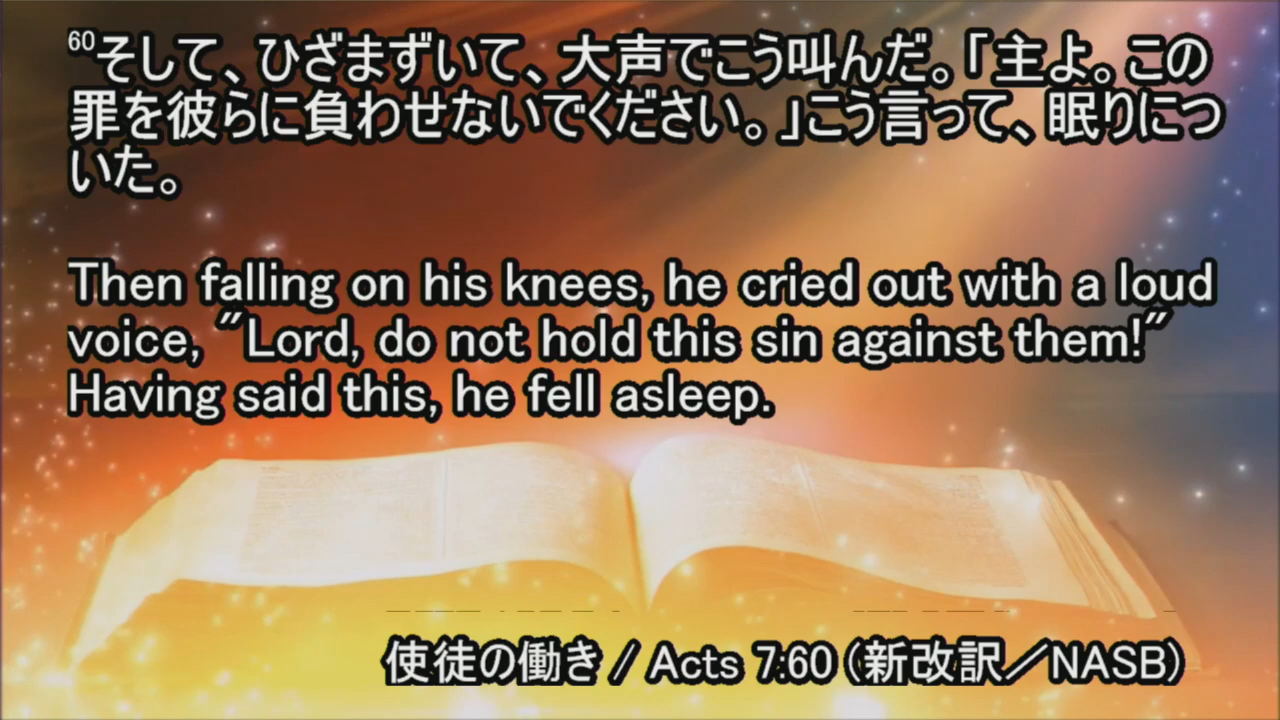 60そして、ひざまずいて、大声でこう叫んだ。「主よ。この
罪を彼らに負わせないでください。」こう言って、眠りにつ
いた。
Then falling on his knees, he cried out with a loud
voice, "Lord, do not hold this sin against them!"
Having said this, he fell asleep.
使徒の働き / Acts 7:60 (新改訳／NASB)